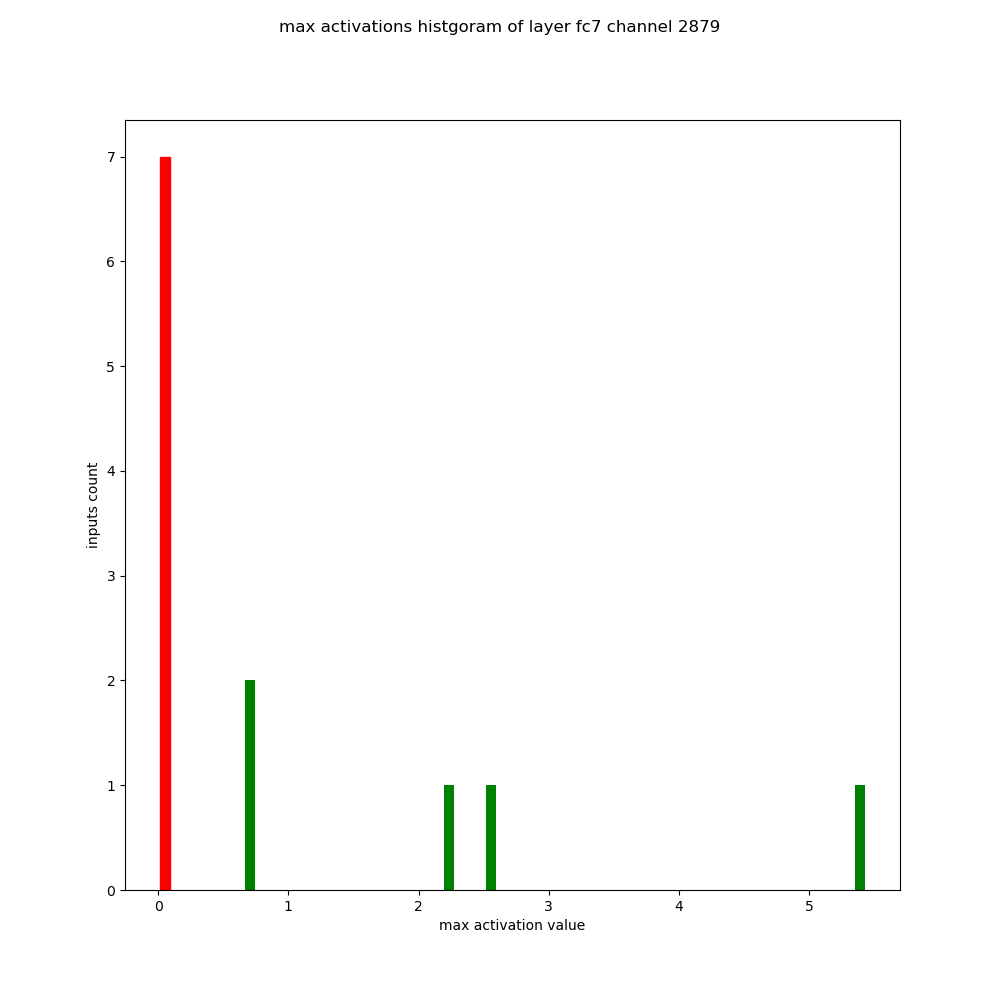 max activations histgoram of layer fc7 channel 2879
7
6
5
4
3
2
1
0
inputs count
0 1 2 3 4 5
max activation value